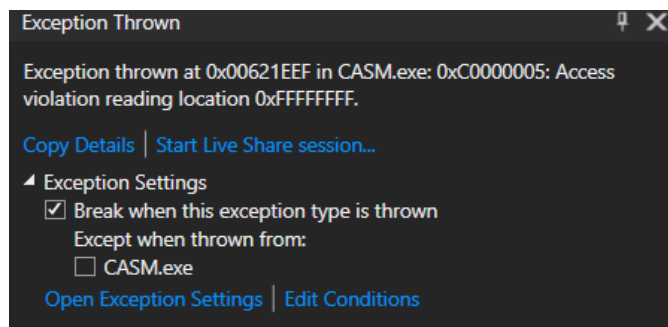 Exception Thrown
Exception thrown at 0x00621EEF in CASM.exe: 0xC0000005: Access
violation reading location 0xFFFFFFFF.
Copy Details | Start Live Share session...
Exception Settings
Break when this exception type is thrown
Except when thrown from:
CASM.exe
Open Exception Settings | Edit Conditions